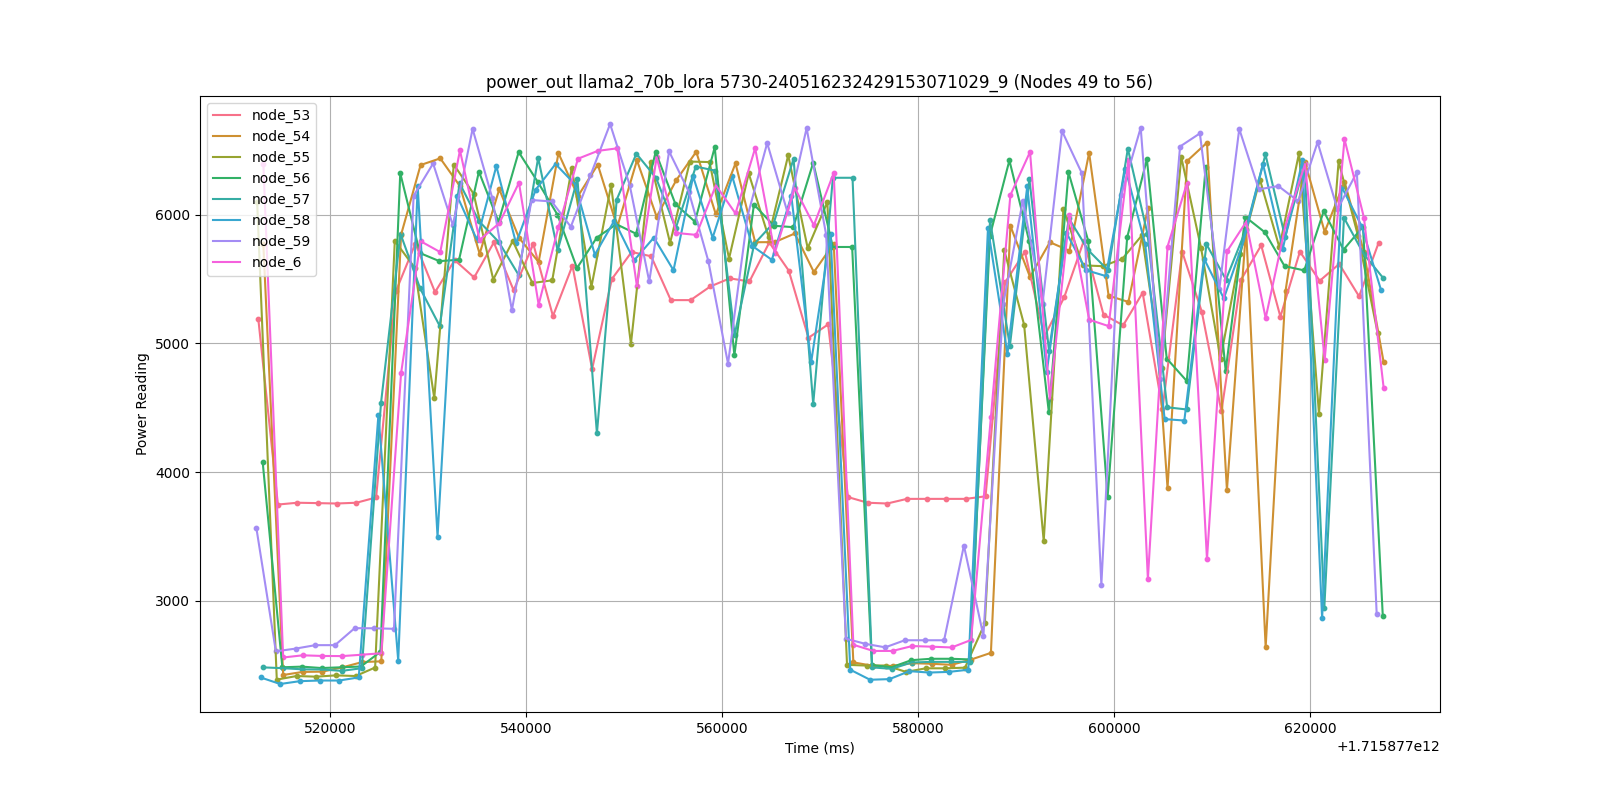 power_out llama2_70b_lora 5730-240516232429153071029_9 (Nodes 49 to 56)
node_53
node_54
node_55
node_56
node_57
node_58
node_59
node_6
6000
5000
4000
3000
Power Reading
520000 540000 560000 580000 600000 620000
Time (ms)
+1.715877e12